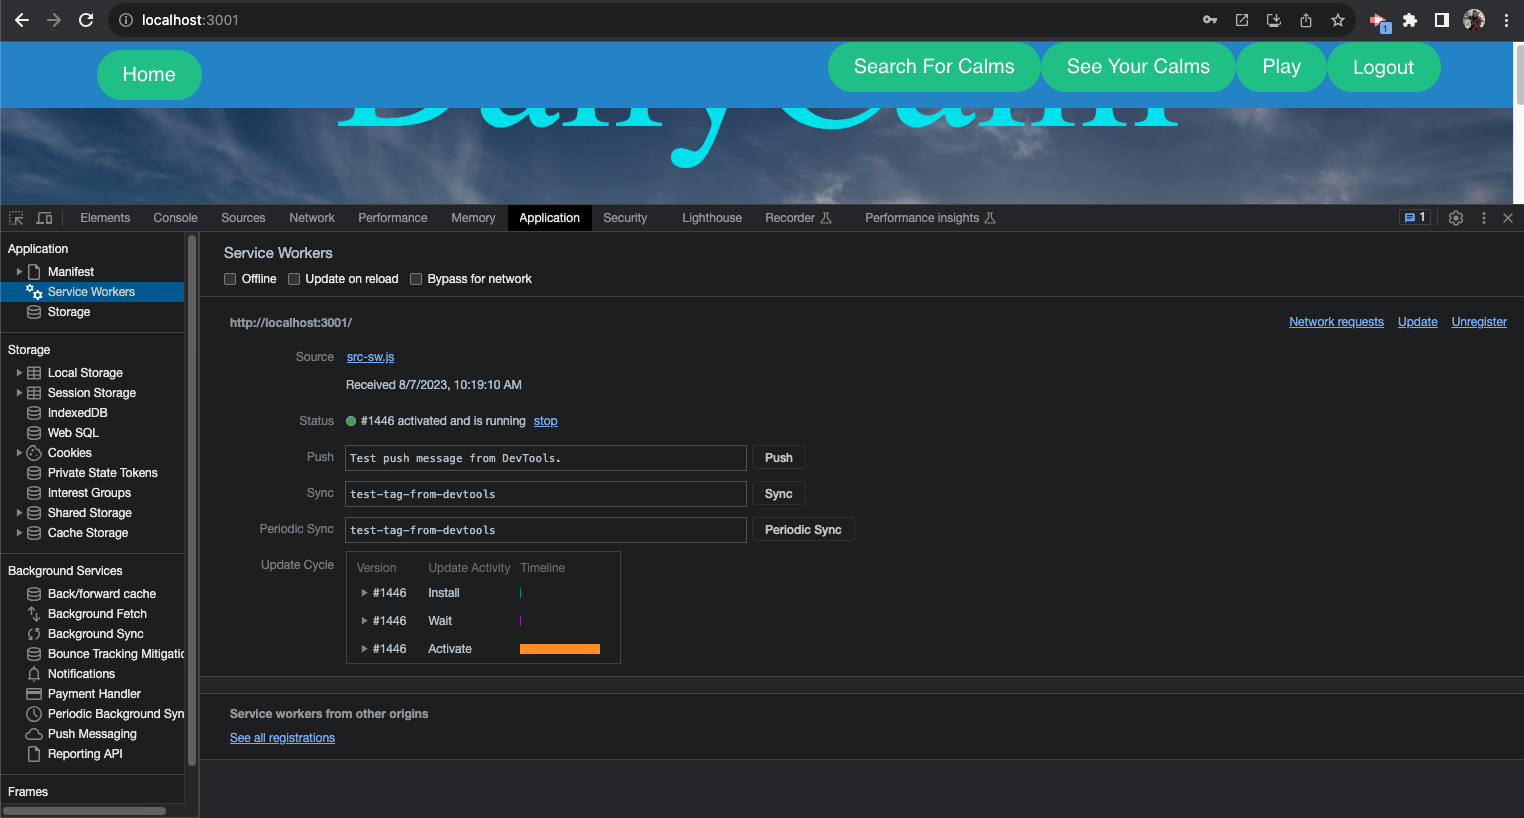 localhost:3001
1
Home
Search For Calms
See Your Calms
Play
Logout
Daily Calm
Elements
Console
Sources
Network
Performance
Memory
Application
Security
Lighthouse
Recorder
Performance insights
1
Application
Manifest
Service Workers
Storage
Storage
Local Storage
Session Storage
IndexedDB
Web SQL
Cookies
Private State Tokens
Interest Groups
Shared Storage
Cache Storage
Background Services
Back/forward cache
Background Fetch
Background Sync
Bounce Tracking Mitigatio
Notifications
Payment Handler
Periodic Background Syn
Push Messaging
Reporting API
Frames
Service Workers
Offline
Update on reload
Bypass for network
http://localhost:3001/
Network requests
Update
Unregister
Source src-sw.js
Received 8/7/2023, 10:19:10 AM
Status #1446 activated and is running stop
Push Test push message from DevTools. Push
Sync test-tag-from-devtools Sync
Periodic Sync test-tag-from-devtools Periodic Sync
Update Cycle
Version Update Activity Timeline
#1446 Install
#1446 Wait
#1446 Activate
Service workers from other origins
See all registrations